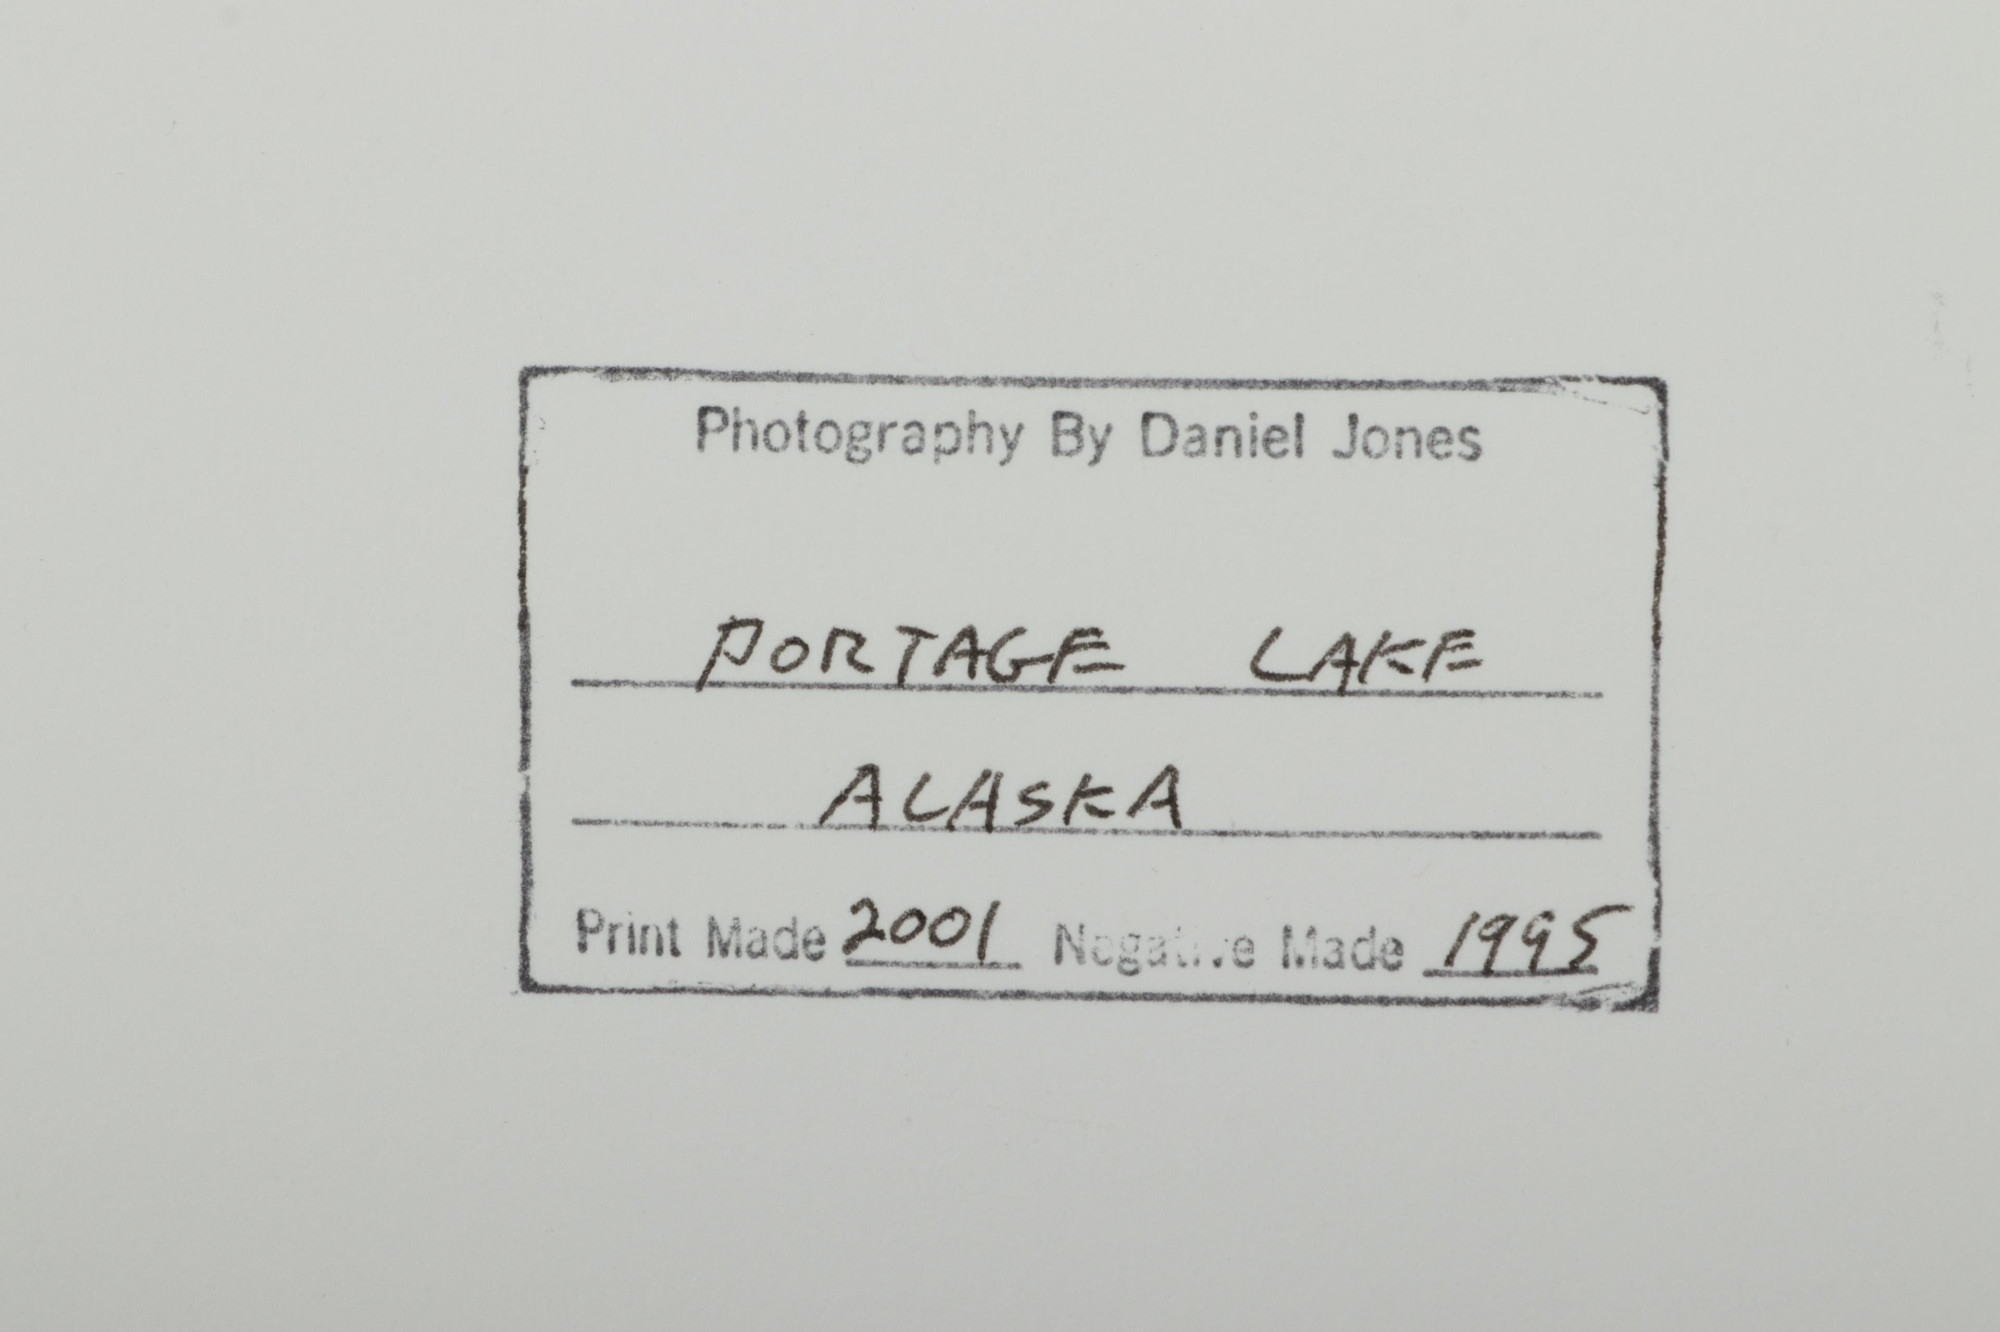 Photography By Daniel Jones
PORTAGE LAKE
ALASKA
Print Made 2001 Negative Made 1995